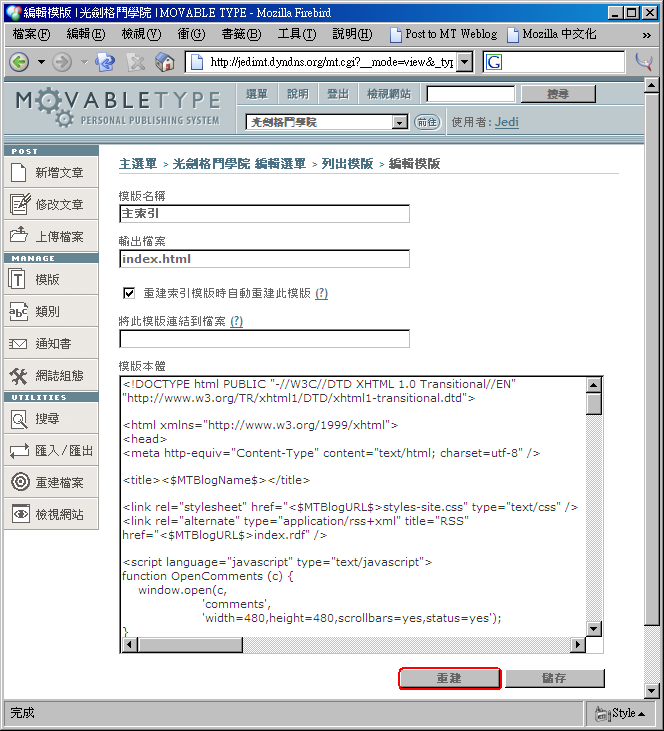 編輯模版 | 光劍格鬥學院 | MOVABLE TYPE - Mozilla Firebird
檔案(F) 編輯(E) 檢視(V) 衝(G) 書籤(B) 工具(T) 說明(H) Post to MT Weblog Mozilla 中文化 »
http://jedimt.dyndns.org/mt.cgi?__mode=view&_typ G
MOVABLETYPE
PERSONAL PUBLISHING SYSTEM
選單 說明 登出 檢視網站 搜尋
光劍格鬥學院 前往 使用者: Jedi
POST
新增文章
修改文章
上傳檔案
MANAGE
模版
類別
通知書
網誌組態
UTILITIES
搜尋
匯入/匯出
重建檔案
檢視網站
主選單 > 光劍格鬥學院 編輯選單 > 列出模版 > 編輯模版
模版名稱
主索引
輸出檔案
index.html
重建索引模版時自動重建此模版 (?)
將此模版連結到檔案 (?)
模版本體
<!DOCTYPE html PUBLIC "-//W3C//DTD XHTML 1.0 Transitional//EN"
"http://www.w3.org/TR/xhtml1/DTD/xhtml1-transitional.dtd">
<html xmlns="http://www.w3.org/1999/xhtml">
<head>
<meta http-equiv="Content-Type" content="text/html; charset=utf-8" />
<title><$MTBlogName$></title>
<link rel="stylesheet" href="<$MTBlogURL$>styles-site.css" type="text/css" />
<link rel="alternate" type="application/rss+xml" title="RSS"
href="<$MTBlogURL$>index.rdf" />
<script language="javascript" type="text/javascript">
function OpenComments (c) {
window.open(c,
'comments',
'width=480,height=480,scrollbars=yes,status=yes');
}
重建 儲存
完成 Style